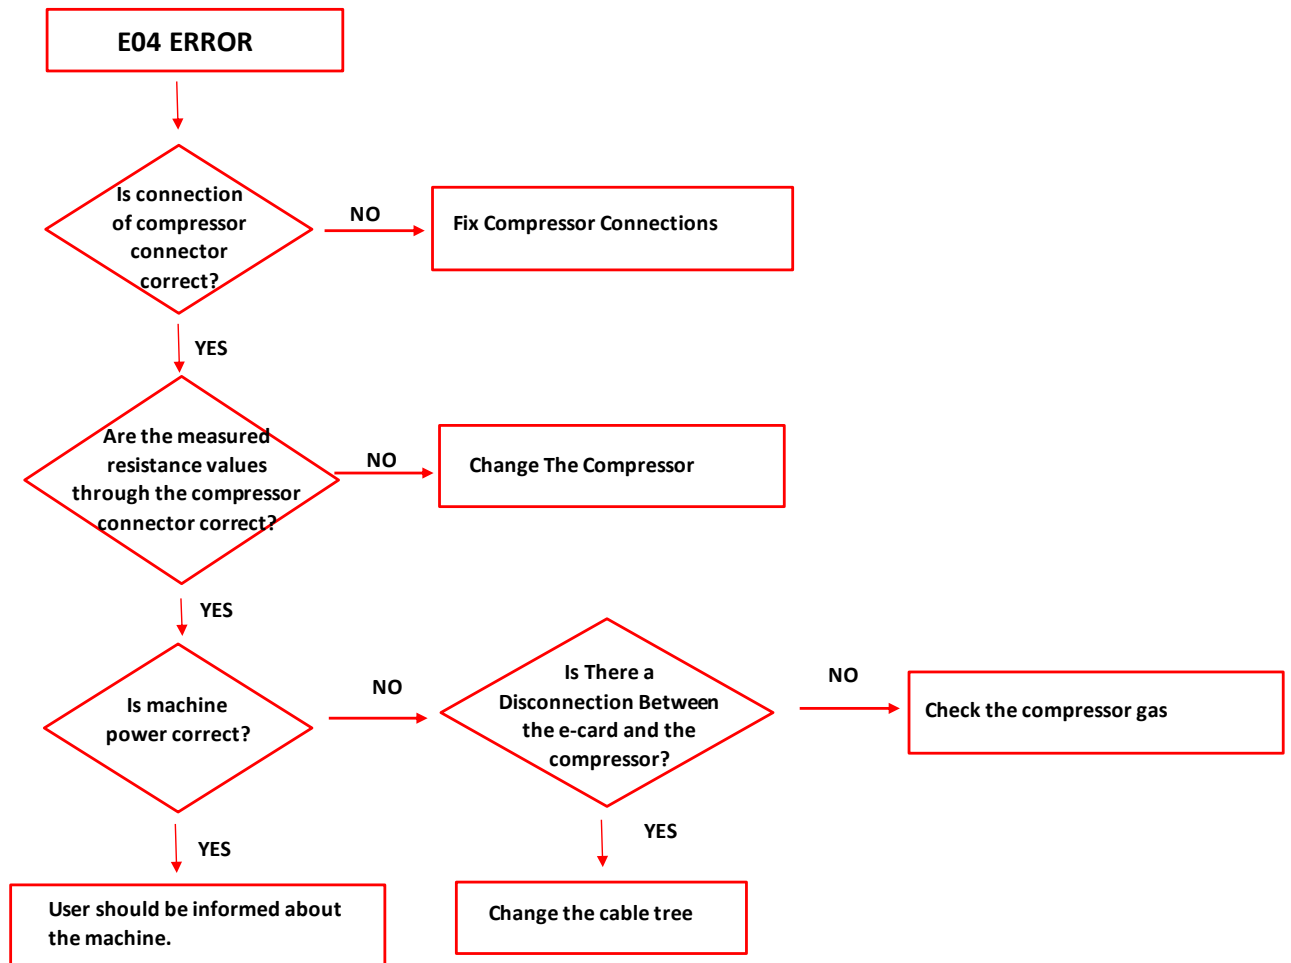 E04 ERROR
Is connection
of compressor
connector
correct?
NO
Fix Compressor Connections
YES
Are the measured
resistance values
through the compressor
connector correct?
NO
Change The Compressor
YES
Is machine
power correct?
NO
Is There a
Disconnection Between
the e-card and the
compressor?
NO
Check the compressor gas
YES
User should be informed about
the machine.
YES
Change the cable tree